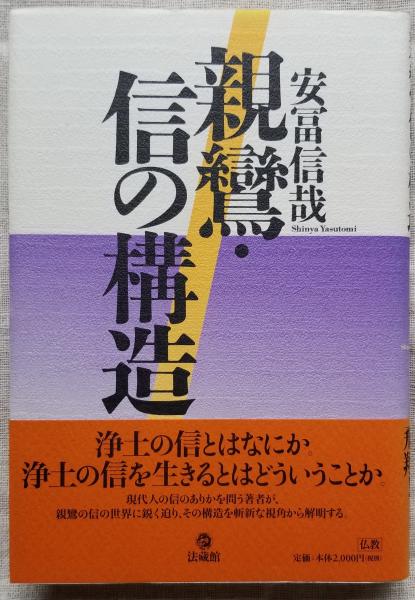 安冨信哉
Shinya Yasutomi
親鸞・
信の構造
浄土の信とはなにか。
浄土の信を生きるとはどういうことか。
現代人の信のありかを問う著者が、
親鸞の信の世界に鋭く迫り、その構造を斬新な視角から解明する。
法藏館
仏教
定価：本体2,000円(税別)